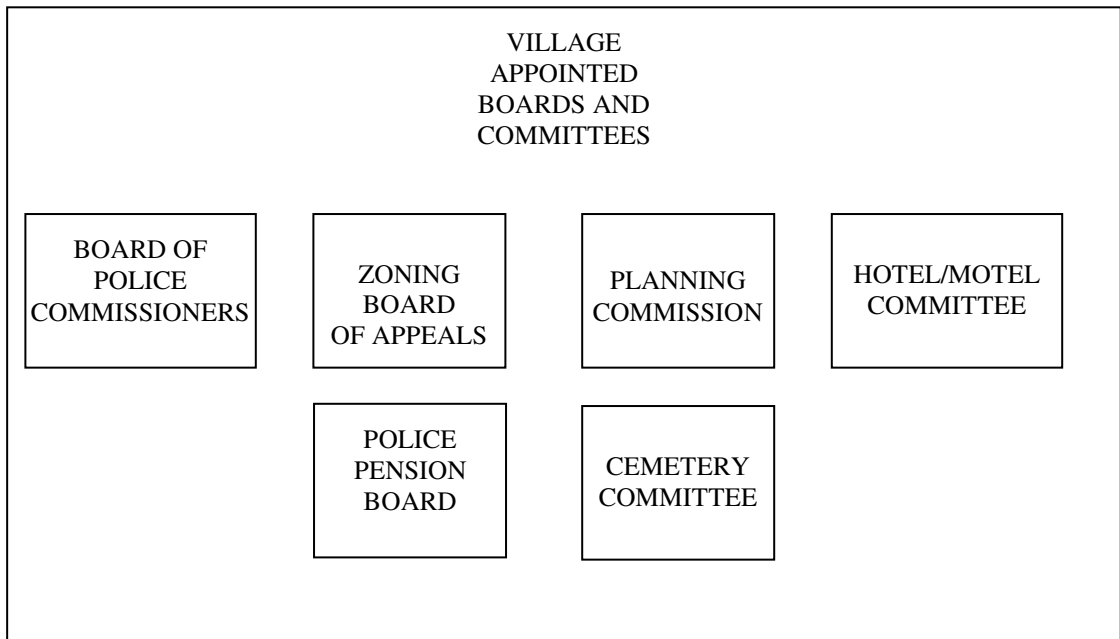 VILLAGE
APPOINTED
BOARDS AND
COMMITTEES
BOARD OF
POLICE
COMMISSIONERS
ZONING
BOARD
OF APPEALS
PLANNING
COMMISSION
HOTEL/MOTEL
COMMITTEE
POLICE
PENSION
BOARD
CEMETERY
COMMITTEE